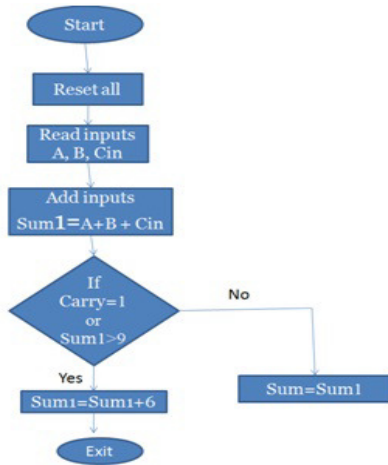 Start
Reset all
Read inputs
A, B, Cin
Add inputs
Sum1=A+B + Cin
If
Carry=1
or
Sum1>9
No
Yes
Sum1=Sum1+6
Sum=Sum1
Exit